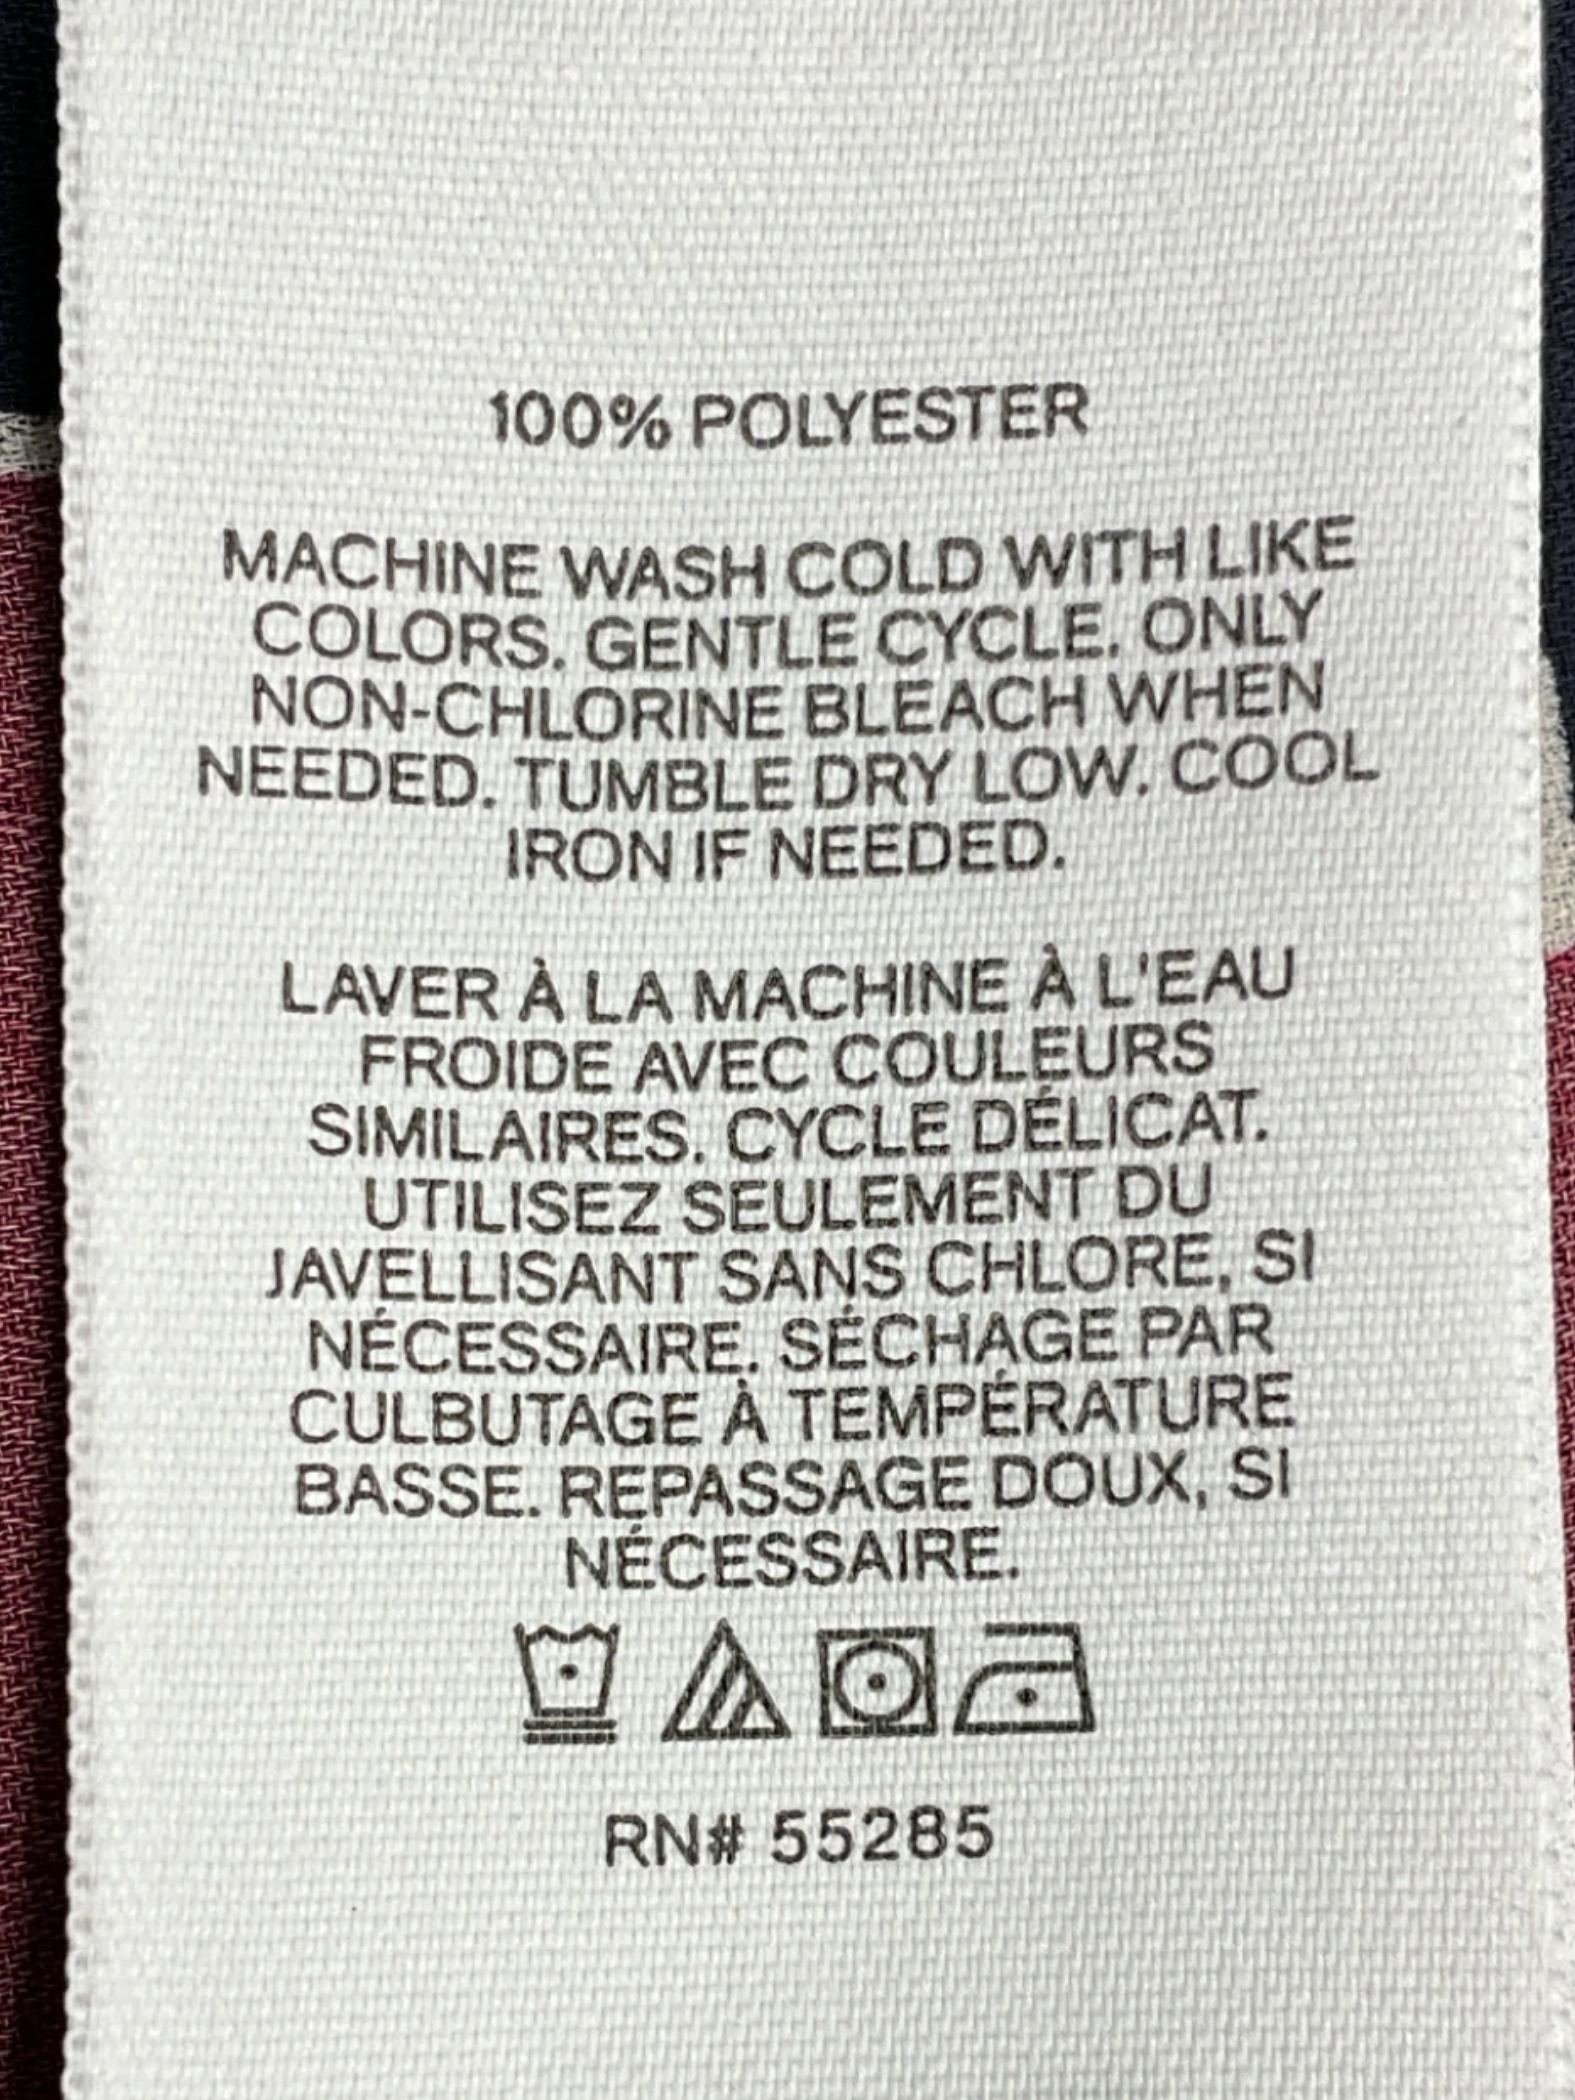 100% POLYESTER
MACHINE WASH COLD WITH LIKE
COLORS. GENTLE CYCLE. ONLY
NON-CHLORINE BLEACH WHEN
NEEDED. TUMBLE DRY LOW. COOL
IRON IF NEEDED.
LAVER À LA MACHINE À L'EAU
FROIDE AVEC COULEURS
SIMILAIRES. CYCLE DÉLICAT.
UTILISEZ SEULEMENT DU
JAVELLISANT SANS CHLORE, SI
NÉCESSAIRE. SÉCHAGE PAR
CULBUTAGE À TEMPÉRATURE
BASSE. REPASSAGE DOUX, SI
NÉCESSAIRE.
RN# 55285